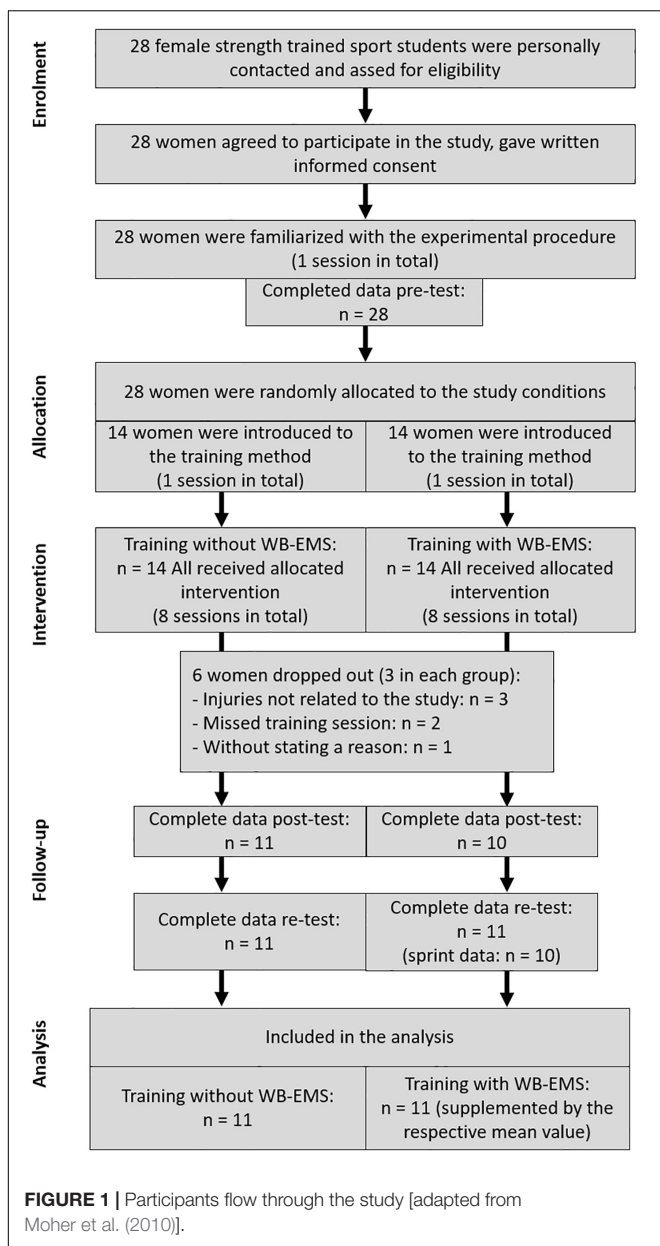 Enrolment
28 female strength trained sport students were personally
contacted and assed for eligibility
28 women agreed to participate in the study, gave written
informed consent
28 women were familiarized with the experimental procedure
(1 session in total)
Completed data pre-test:
n = 28
Allocation
28 women were randomly allocated to the study conditions
14 women were introduced to
the training method
(1 session in total)
14 women were introduced
to the training method
(1 session in total)
Intervention
Training without WB-EMS:
n = 14 All received allocated
intervention
(8 sessions in total)
Training with WB-EMS:
n = 14 All received allocated
intervention
(8 sessions in total)
6 women dropped out (3 in each group):
- Injuries not related to the study: n = 3
- Missed training session: n = 2
- Without stating a reason: n = 1
Follow-up
Complete data post-test:
n = 11
Complete data post-test:
n = 10
Complete data re-test:
n = 11
Complete data re-test:
n = 11
(sprint data: n = 10)
Analysis
Included in the analysis
Training without WB-EMS:
n = 11
Training with WB-EMS:
n = 11 (supplemented by the
respective mean value)
FIGURE 1 | Participants flow through the study [adapted from
Moher et al. (2010)].